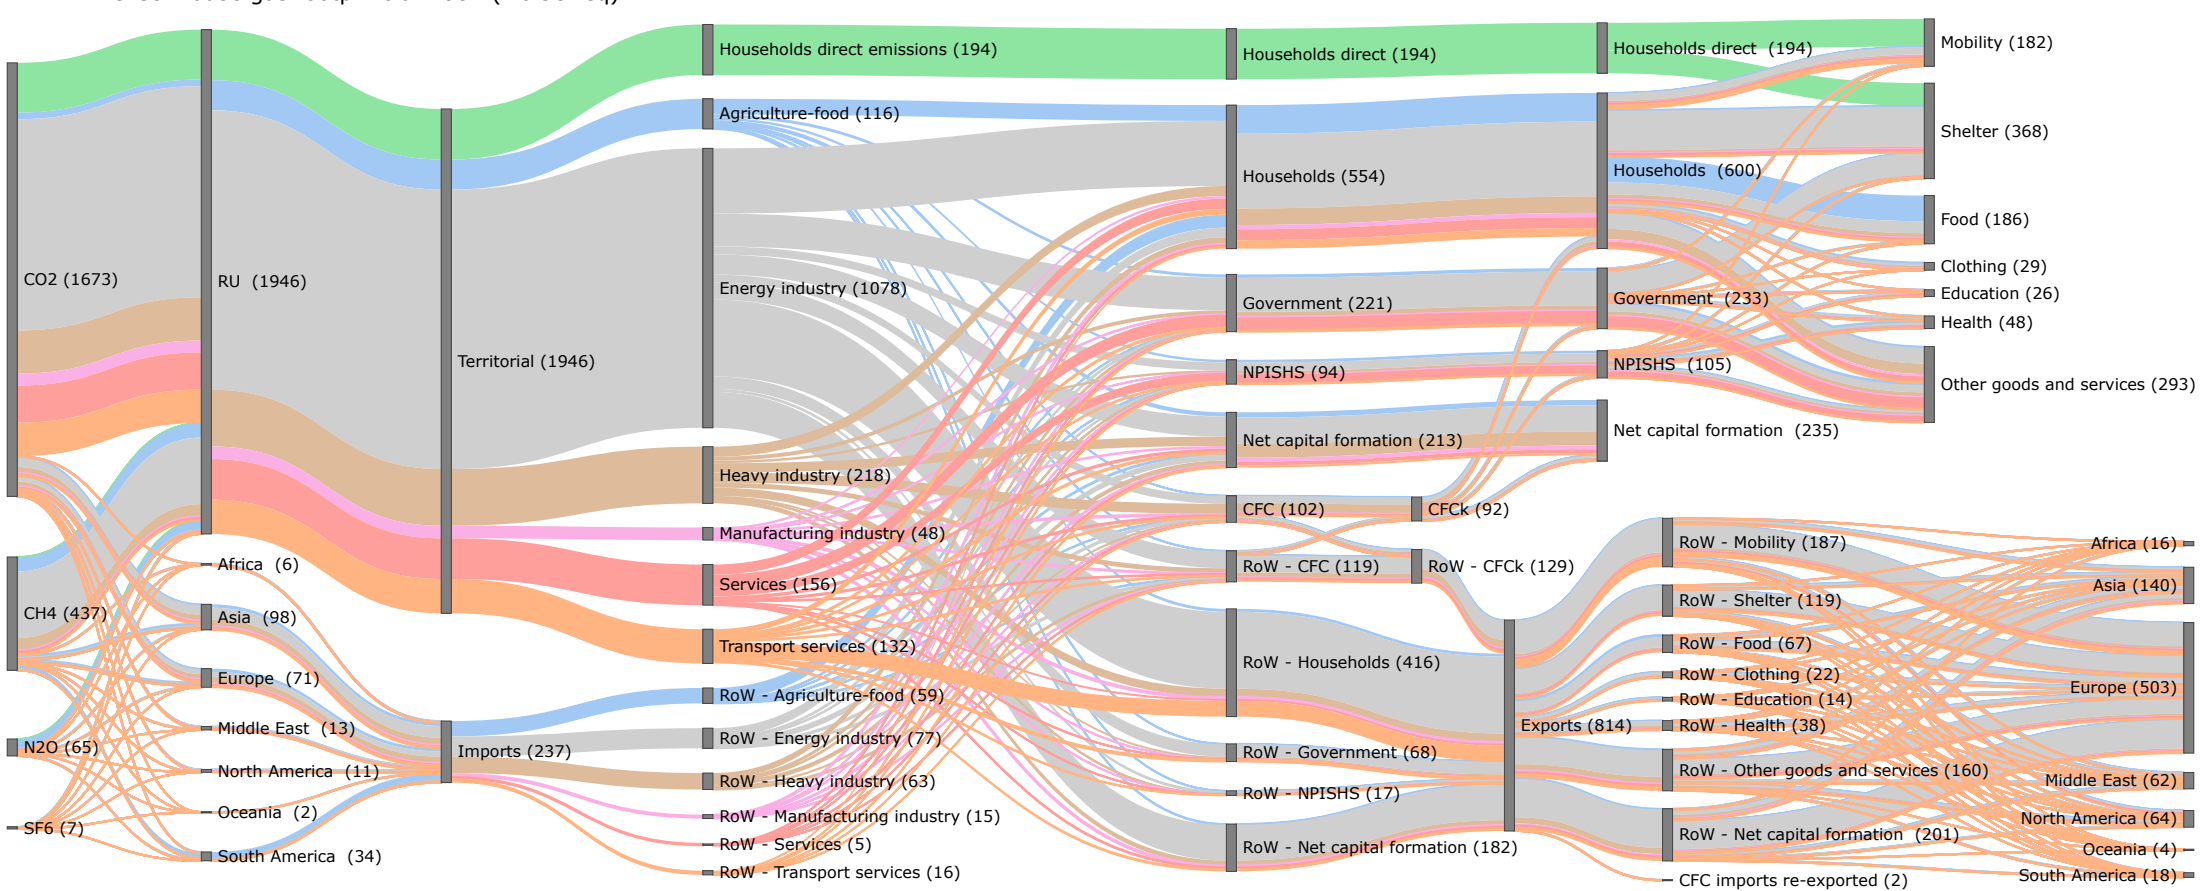 CO2 (1673)
CH4 (437)
N2O (65)
SF6 (7)
RU (1946)
Africa (6)
Asia (98)
Europe (71)
Middle East (13)
North America (11)
Oceania (2)
South America (34)
Territorial (1946)
Imports (237)
Households direct emissions (194)
Agriculture-food (116)
Energy industry (1078)
Heavy industry (218)
Manufacturing industry (48)
Services (156)
Transport services (132)
RoW - Agriculture-food (59)
RoW - Energy industry (77)
RoW - Heavy industry (63)
RoW - Manufacturing industry (15)
RoW - Services (5)
RoW - Transport services (16)
Households direct (194)
Households (554)
Government (221)
NPISHS (94)
Net capital formation (213)
CFC (102)
RoW - CFC (119)
RoW - Households (416)
RoW - Government (68)
RoW - NPISHS (17)
RoW - Net capital formation (182)
CFCk (92)
RoW - CFCk (129)
Exports (814)
Households direct (194)
Households (600)
Government (233)
NPISHS (105)
Net capital formation (235)
RoW - Mobility (187)
RoW - Shelter (119)
RoW - Food (67)
RoW - Clothing (22)
RoW - Education (14)
RoW - Health (38)
RoW - Other goods and services (160)
RoW - Net capital formation (201)
CFC imports re-exported (2)
Mobility (182)
Shelter (368)
Food (186)
Clothing (29)
Education (26)
Health (48)
Other goods and services (293)
Africa (16)
Asia (140)
Europe (503)
Middle East (62)
North America (64)
Oceania (4)
South America (18)